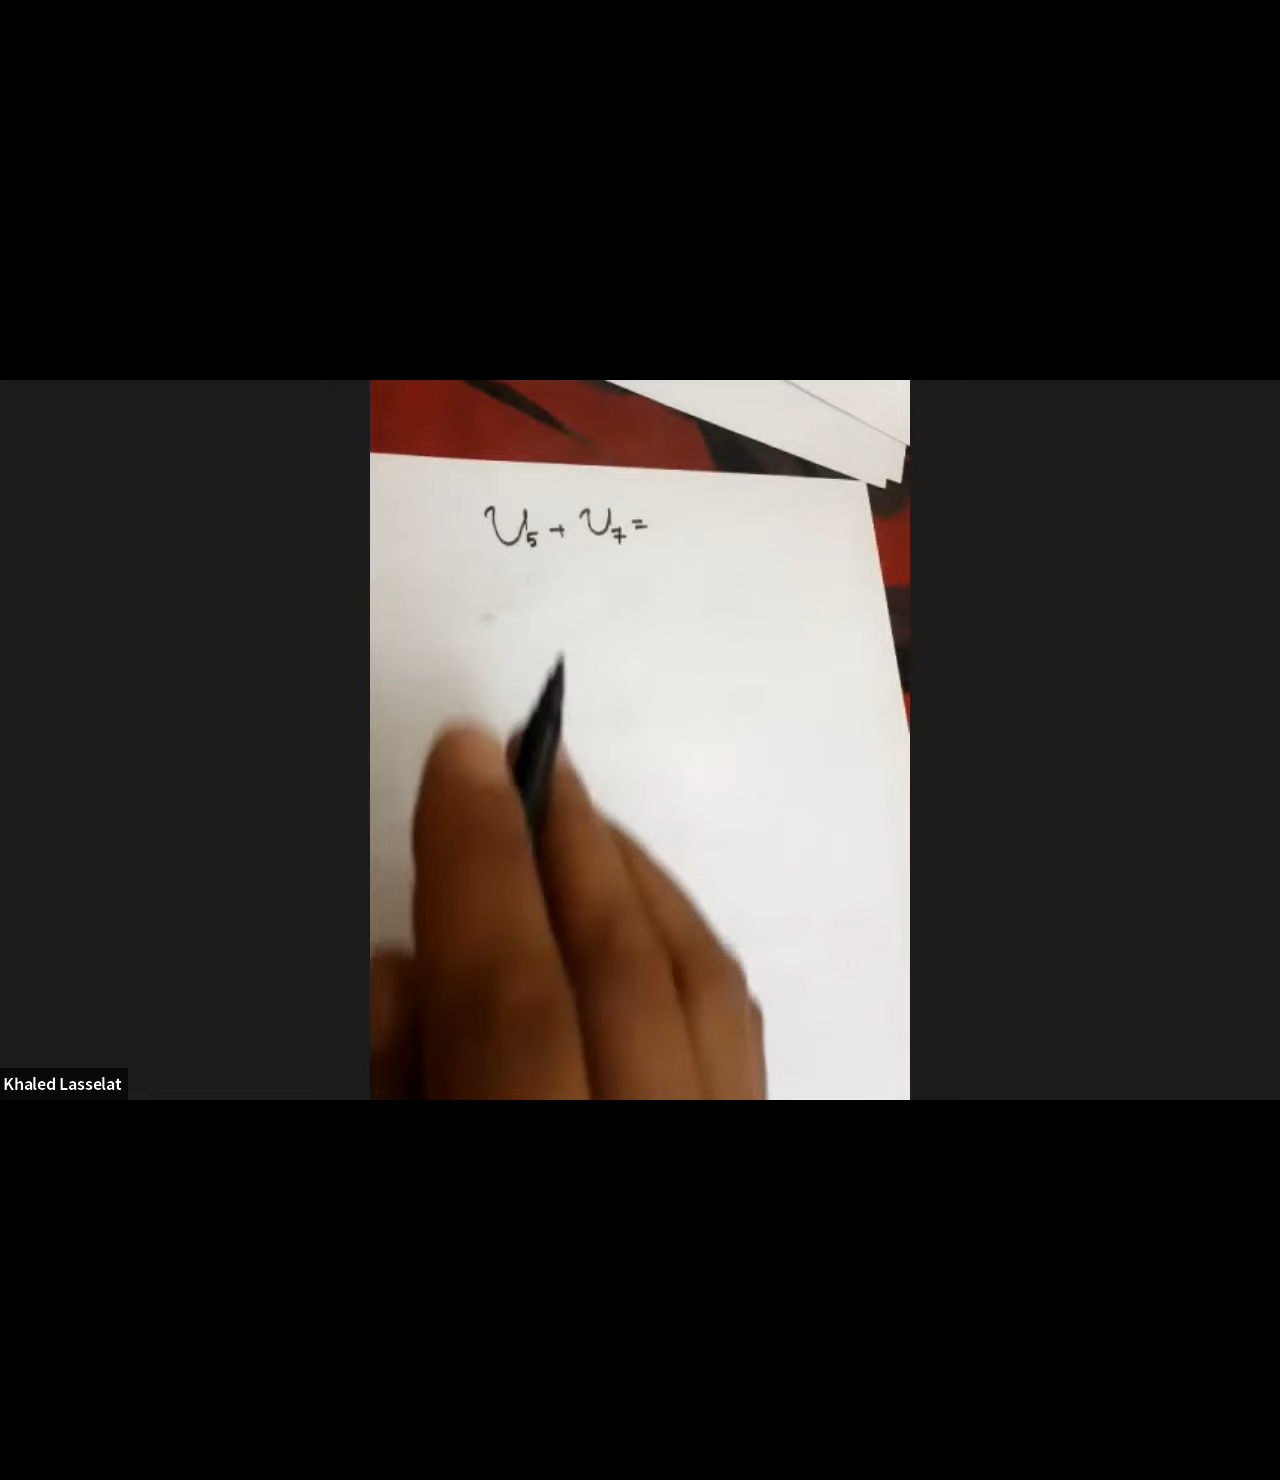 U₅ + U₇ =
Khaled Lasselat